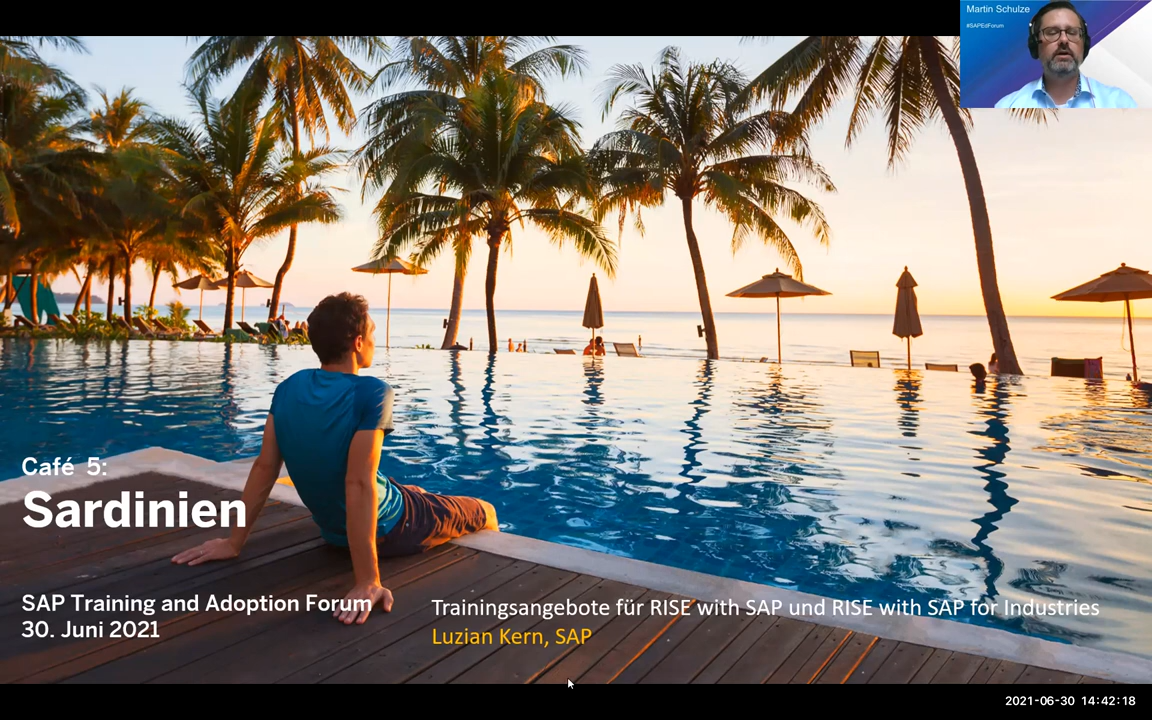 Martin Schulze
#SAPEdForum
Café 5:
Sardinien
SAP Training and Adoption Forum
30. Juni 2021
Trainingsangebote für RISE with SAP und RISE with SAP for Industries
Luzian Kern, SAP
2021-06-30 14:42:18